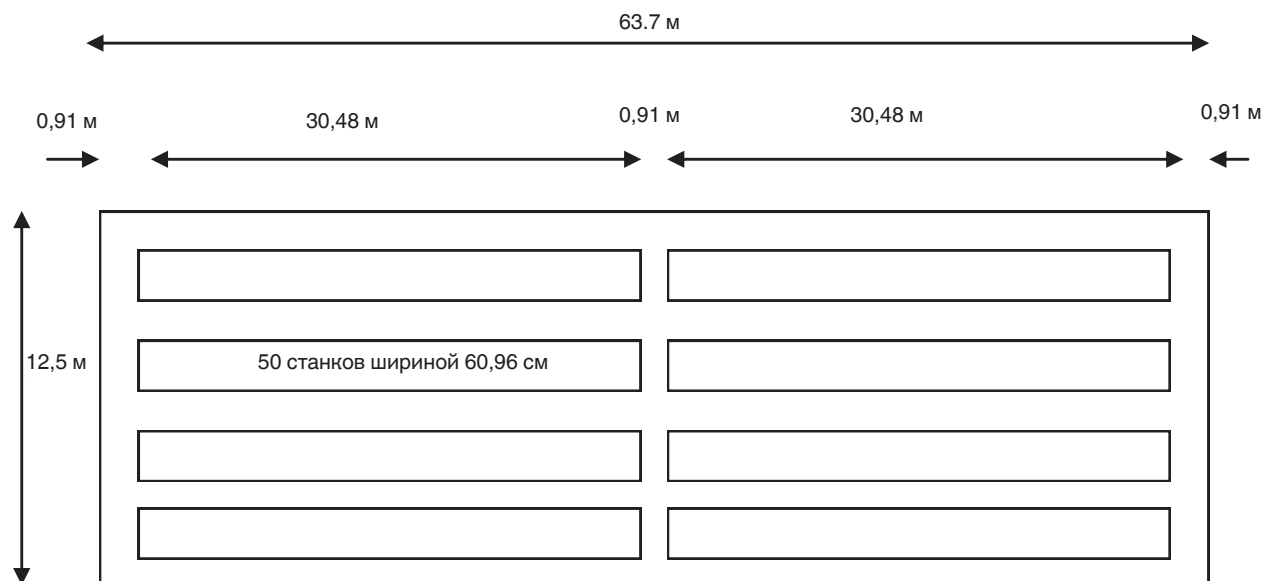 63.7 м
0,91 м
30,48 м
0,91 м
30,48 м
0,91 м
12,5 м
50 станков шириной 60,96 см